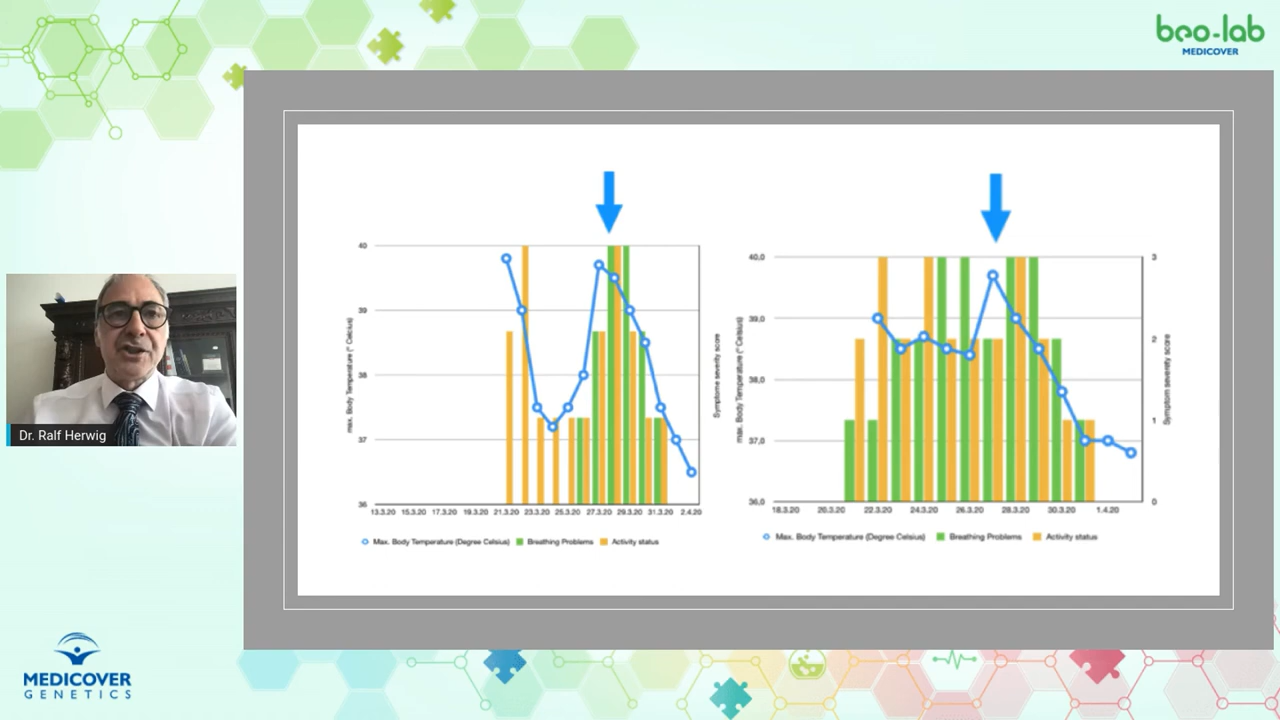 beo-lab
MEDICOVER
40
39
38
37
36
max. Body Temperature (° Celcius)
Symptome severity score
13.3.20 15.3.20 17.3.20 19.3.20 21.3.20 23.3.20 25.3.20 27.3.20 29.3.20 31.3.20 2.4.20
Max. Body Temperature (Degree Celsius) Breathing Problems Activity status
40,0
39,0
38,0
37,0
36,0
max. Body Temperature (° Celsius)
3
2
1
0
Symptom severity score
18.3.20 20.3.20 22.3.20 24.3.20 26.3.20 28.3.20 30.3.20 1.4.20
Max. Body Temperature (Degree Celsius) Breathing Problems Activity status
Dr. Ralf Herwig
MEDICOVER
GENETICS